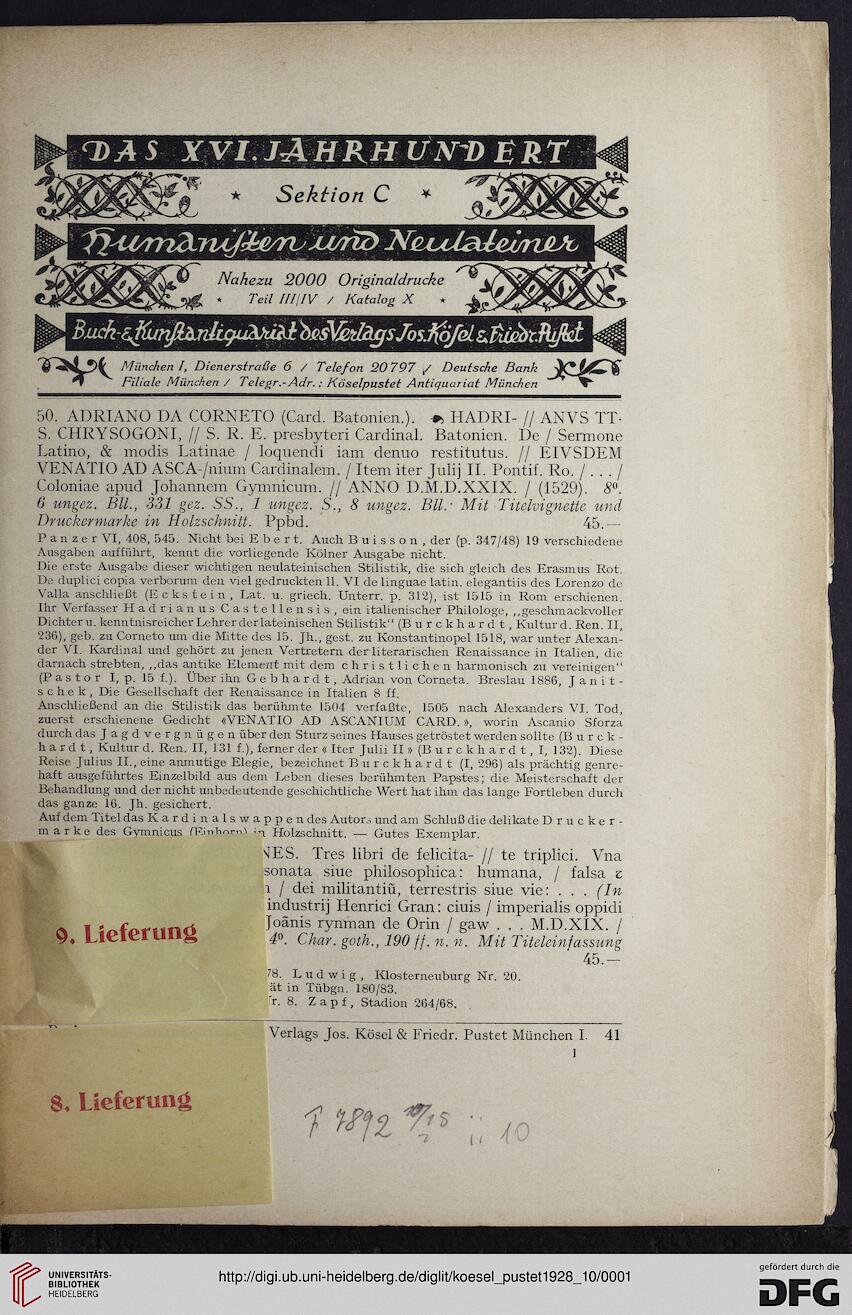 DAS XVI. JAHRHUNDERT
* Sektion C *
Humanisten und Neulateiner
Nahezu 2000 Originaldrucke
* Teil III/IV / Katalog X *
Buch- & Kunstantiquariat des Verlags Jos. Kösel & Friedr. Pustet
München I, Dienerstraße 6 / Telefon 20797 / Deutsche Bank
Filiale München / Telegr.-Adr.: Köselpustet Antiquariat München
50. ADRIANO DA CORNETO (Card. Batonien.). HADRI- // ANVS TT·
S. CHRYSOGONI, // S. R. E. presbyteri Cardinal. Batonien. De / Sermone
Latino, & modis Latinae / loquendi iam denuo restitutus. // EIVSDEM
VENATIO AD ASCA-/nium Cardinalem. / Item iter Julij II. Pontif. Ro. / . . . /
Coloniae apud Johannem Gymnicum. // ANNO D.M.D.XXIX. / (1529). 8º.
6 ungez. Bll., 331 gez. SS., 1 ungez. S., 8 ungez. Bll. Mit Titelvignette und
Druckermarke in Holzschnitt. Ppbd. 45.—
Panzer VI, 408, 545. Nicht bei Ebert. Auch Buisson, der (p. 347/48) 19 verschiedene
Ausgaben aufführt, kennt die vorliegende Kölner Ausgabe nicht.
Die erste Ausgabe dieser wichtigen neulateinischen Stilistik, die sich gleich des Erasmus Rot.
De duplici copia verborum den viel gedruckten ll. VI de linguae latin. elegantiis des Lorenzo de
Valla anschließt (Eckstein, Lat. u. griech. Unterr. p. 312), ist 1515 in Rom erschienen.
Ihr Verfasser Hadrianus Castellensis, ein italienischer Philologe, „geschmackvoller
Dichter u. kenntnisreicher Lehrer der lateinischen Stilistik“ (Burckhardt, Kultur d. Ren. II,
236), geb. zu Corneto um die Mitte des 15. Jh., gest. zu Konstantinopel 1518, war unter Alexan-
der VI. Kardinal und gehört zu jenen Vertretern der literarischen Renaissance in Italien, die
darnach strebten, „das antike Element mit dem christlichen harmonisch zu vereinigen“
(Pastor I, p. 15 f.). Über ihn Gebhardt, Adrian von Corneta. Breslau 1886, Janit-
schek, Die Gesellschaft der Renaissance in Italien 8 ff.
Anschließend an die Stilistik das berühmte 1504 verfaßte, 1505 nach Alexanders VI. Tod,
zuerst erschienene Gedicht «VENATIO AD ASCANIUM CARD.», worin Ascanio Sforza
durch das Jagdvergnügen über den Sturz seines Hauses getröstet werden sollte (Burck-
hardt, Kultur d. Ren. II, 131 f.), ferner der «Iter Julii II» (Burckhardt, I, 132). Diese
Reise Julius II., eine anmutige Elegie, bezeichnet Burckhardt (I, 296) als prächtig genre-
haft ausgeführtes Einzelbild aus dem Leben dieses berühmten Papstes; die Meisterschaft der
Behandlung und der nicht unbedeutende geschichtliche Wert hat ihm das lange Fortleben durch
das ganze 16. Jh. gesichert.
Auf dem Titel das Kardinalswappen des Autors und am Schluß die delikate Drucker-
marke des Gymnicus (Einhorn) in Holzschnitt. — Gutes Exemplar.
NES. Tres libri de felicita- // te triplici. Vna
sonata siue philosophica: humana, / falsa τ
/ dei militantiū, terrestris siue vie: . . . (In
industrij Henrici Gran: ciuis / imperialis oppidi
Joānis rynman de Orin / gaw . . . M.D.XIX. /
4º. Char. goth., 190 ff. n. n. Mit Titeleinfassung
45.—
78. Ludwig, Klosterneuburg Nr. 20.
ät in Tübgn. 180/83.
r. 8. Zapf, Stadion 264/68.
9. Lieferung
Verlags Jos. Kösel & Friedr. Pustet München I. 41
1
8. Lieferung
F 7892 10/15 10
UNIVERSITÄTS-
BIBLIOTHEK
HEIDELBERG
http://digi.ub.uni-heidelberg.de/diglit/koesel_pustet1928_10/0001
gefördert durch die
DFG